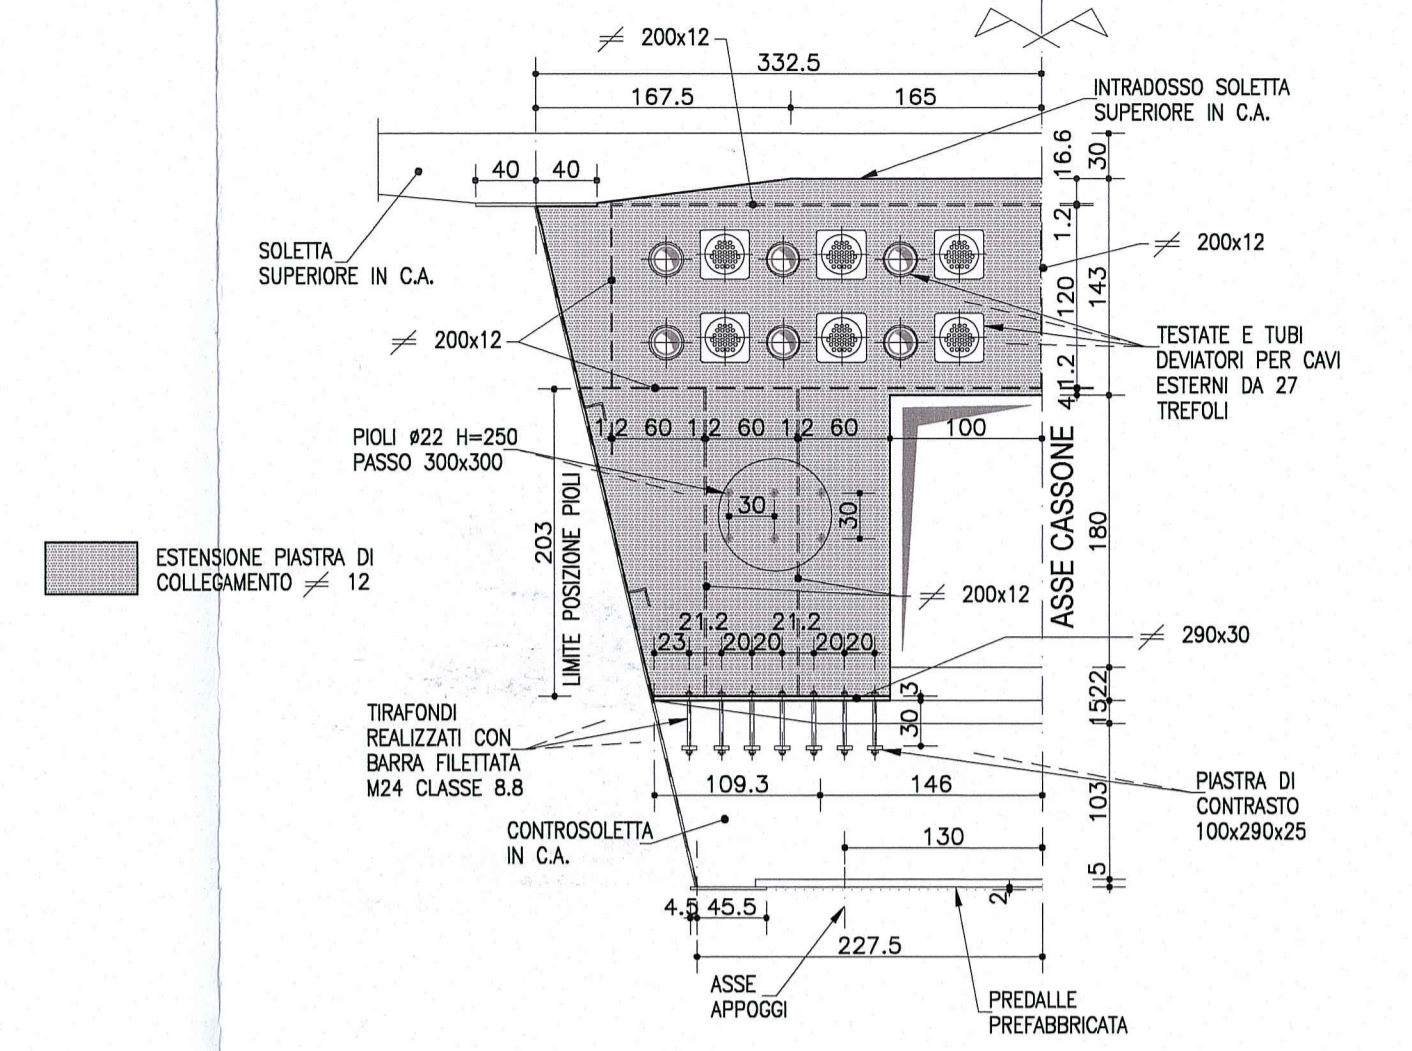 ≠ 200x12
332.5
167.5
165
INTRADOSSO SOLETTA
SUPERIORE IN C.A.
16.6
30
40
40
SOLETTA
SUPERIORE IN C.A.
1.2
≠ 200x12
120
143
≠ 200x12
TESTATE E TUBI
DEVIATORI PER CAVI
ESTERNI DA 27
TREFOLI
1.2
4
1.2
60
1.2
60
1.2
60
100
PIOLI ø22 H=250
PASSO 300x300
30
30
203
LIMITE POSIZIONE PIOLI
ASSE CASSONE
180
ESTENSIONE PIASTRA DI
COLLEGAMENTO ≠ 12
≠ 200x12
21.2
21.2
23
20
20
20
20
≠ 290x30
3
30
22
15
TIRAFONDI
REALIZZATI CON
BARRA FILETTATA
M24 CLASSE 8.8
109.3
146
103
PIASTRA DI
CONTRASTO
100x290x25
CONTROSOLETTA
IN C.A.
130
5
2
4.5
45.5
227.5
ASSE
APPOGGI
PREDALLE
PREFABBRICATA